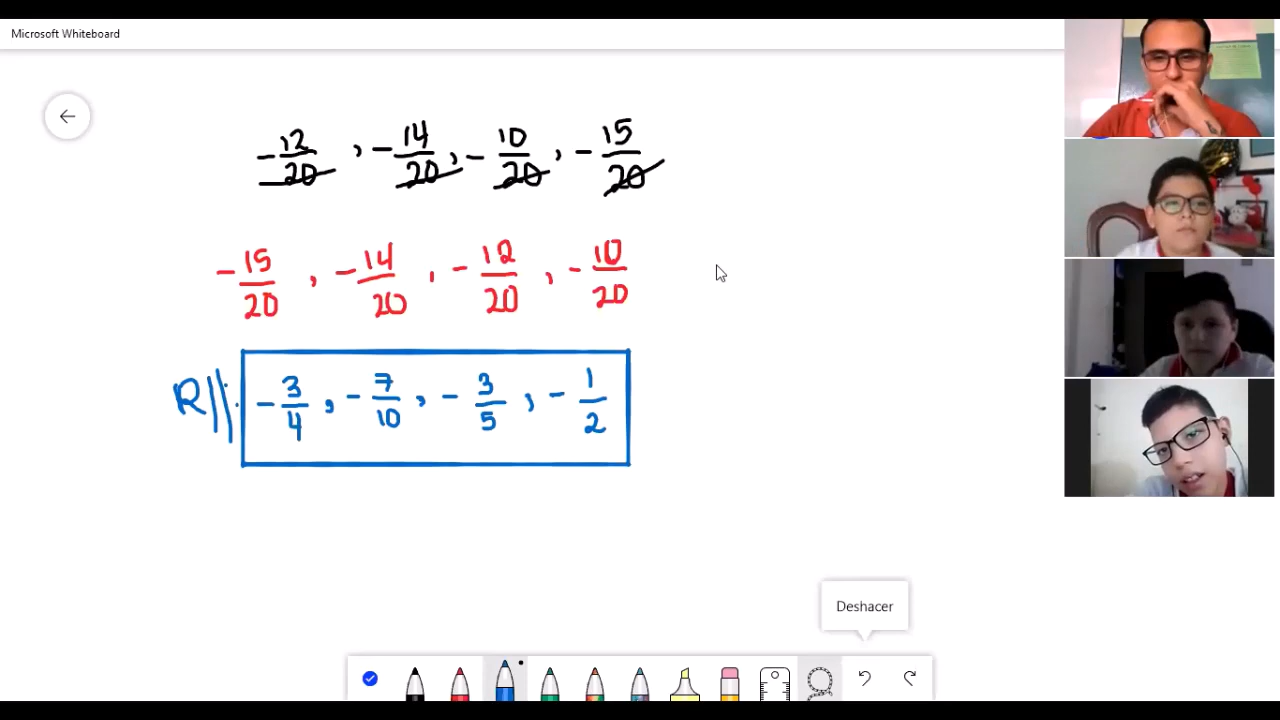 Microsoft Whiteboard
-12/20, -14/20, -10/20, -15/20
-15/20, -14/20, -12/20, -10/20
R// -3/4, -7/10, -3/5, -1/2
Deshacer